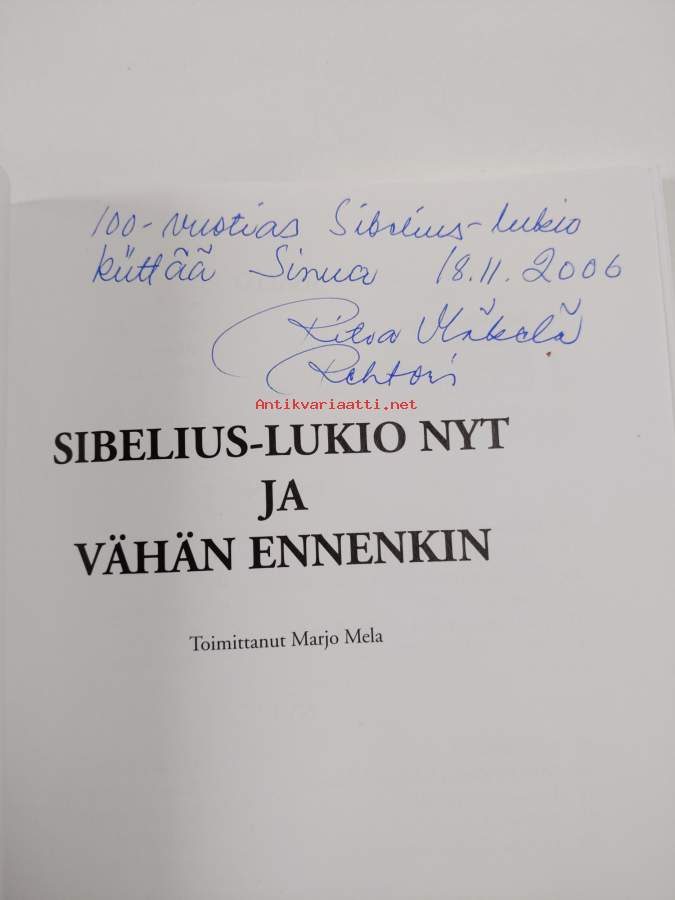 100-vuotias Sibelius-lukio
kiittää Sinua 18.11.2006
Ritva Mäkelä
Rehtori
Antikvariaatti.net
SIBELIUS-LUKIO NYT
JA
VÄHÄN ENNENKIN
Toimittanut Marjo Mela